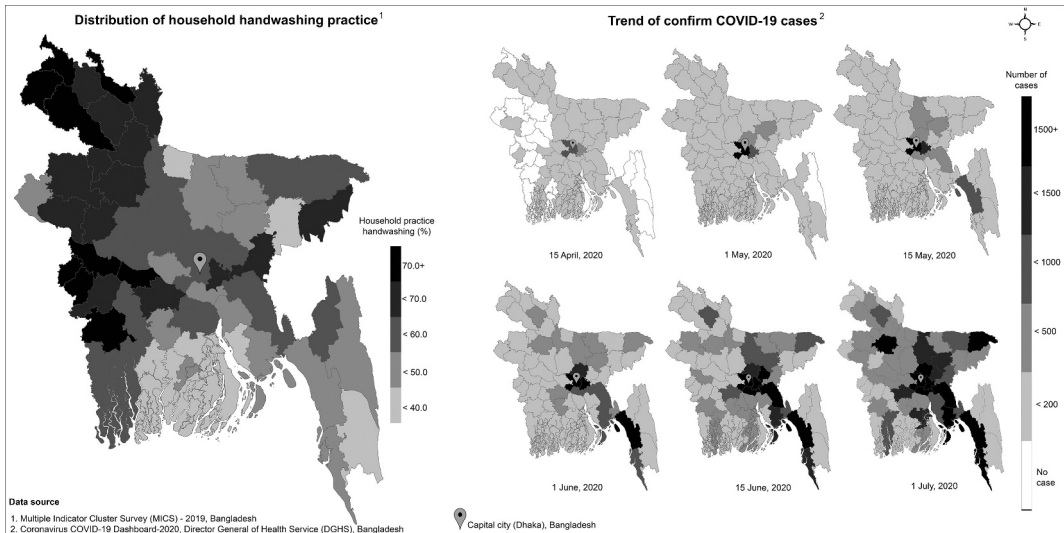 Distribution of household handwashing practice1
Trend of confirm COVID-19 cases2
N
W
E
S
Number of
cases
1500+
< 1500
< 1000
< 500
< 200
No
case
Household practice
handwashing (%)
70.0+
< 70.0
< 60.0
< 50.0
< 40.0
15 April, 2020
1 May, 2020
15 May, 2020
1 June, 2020
15 June, 2020
1 July, 2020
Data source
1. Multiple Indicator Cluster Survey (MICS) - 2019, Bangladesh
2. Coronavirus COVID-19 Dashboard-2020, Director General of Health Service (DGHS), Bangladesh
Capital city (Dhaka), Bangladesh